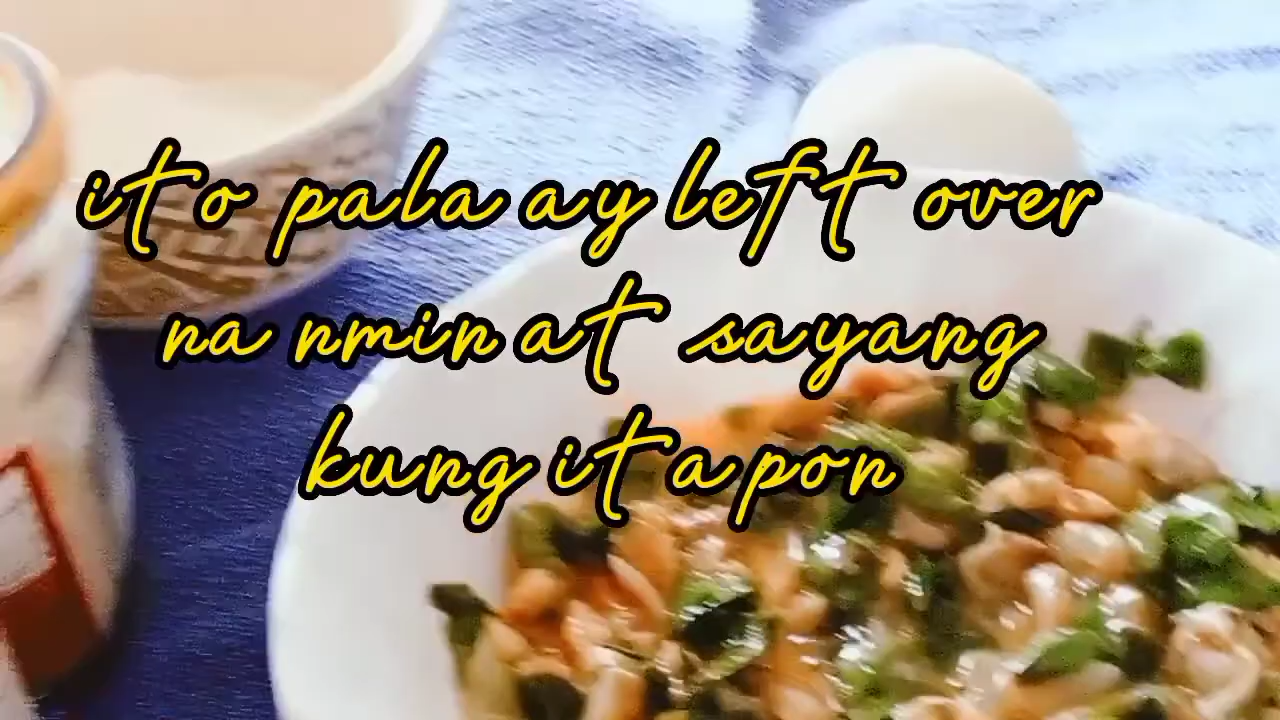 ito pala ay left over
na nmin at sayang
kung itapon